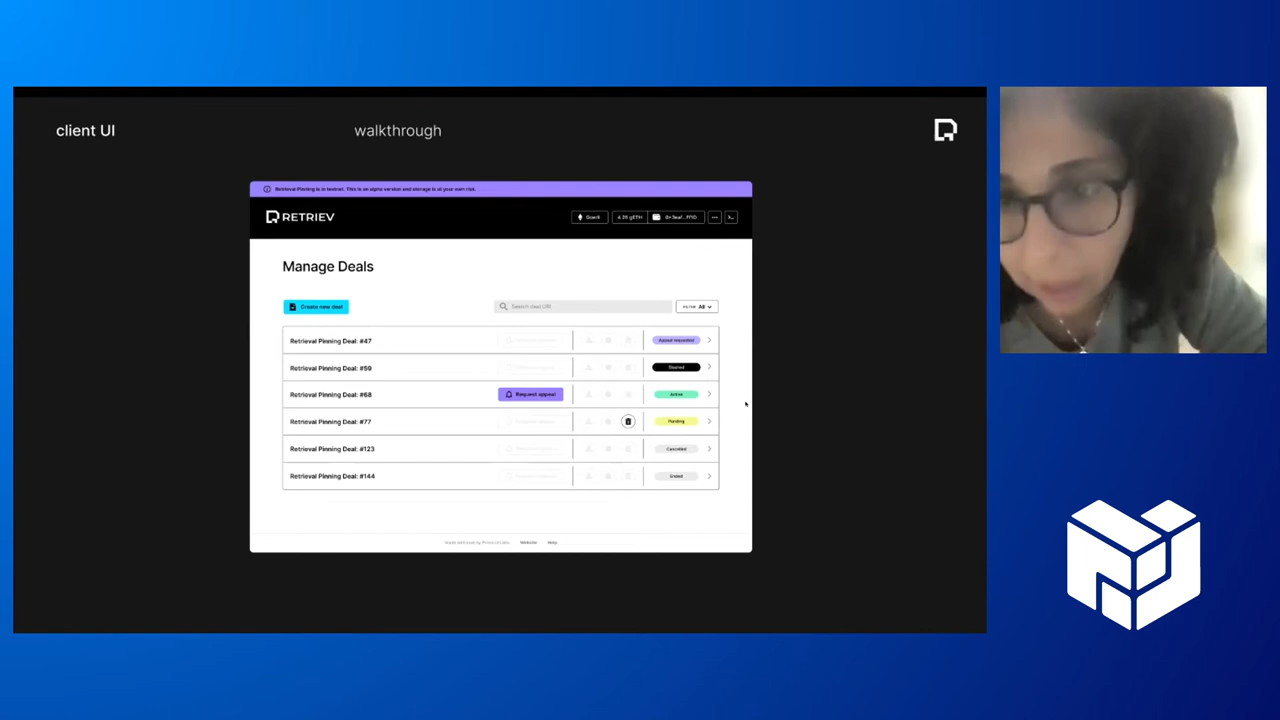 client UI
walkthrough
Retrieval Pinning is in testnet. This is an alpha version and storage is at your own risk.
RETRIEV
Goerli
Manage Deals
Create new deal
Search deal URI
FILTER All
Retrieval Pinning Deal: #47
Appeal requested
Retrieval Pinning Deal: #59
Slashed
Retrieval Pinning Deal: #68
Request appeal
Active
Retrieval Pinning Deal: #77
Pending
Retrieval Pinning Deal: #123
Cancelled
Retrieval Pinning Deal: #144
Ended
Website
Help